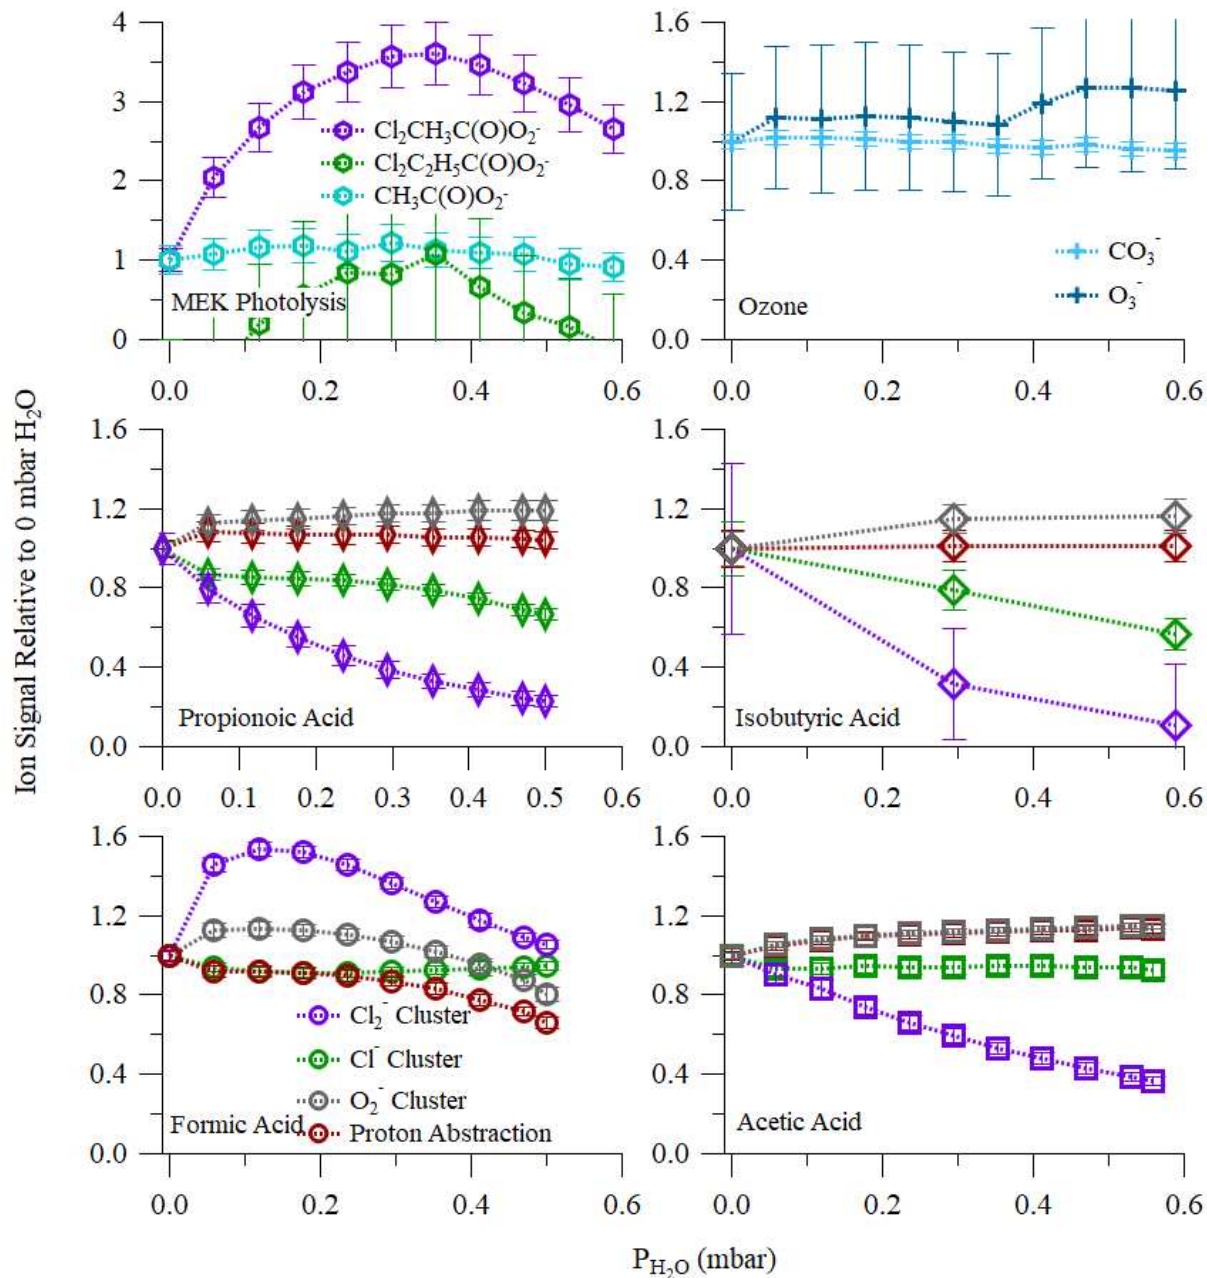 Ion Signal Relative to 0 mbar H₂O
4
3
2
1
0
Cl₂CH₃C(O)O₂⁻
Cl₂C₂H₅C(O)O₂⁻
CH₃C(O)O₂⁻
MEK Photolysis
0.0 0.2 0.4 0.6
1.6
1.2
0.8
0.4
0.0
CO₃⁻
O₃⁻
Ozone
0.0 0.2 0.4 0.6
1.6
1.2
0.8
0.4
0.0
Propionoic Acid
0.0 0.1 0.2 0.3 0.4 0.5 0.6
1.6
1.2
0.8
0.4
0.0
Isobutyric Acid
0.0 0.2 0.4 0.6
1.6
1.2
0.8
0.4
0.0
Cl₂⁻ Cluster
Cl⁻ Cluster
O₂⁻ Cluster
Proton Abstraction
Formic Acid
0.0 0.2 0.4 0.6
1.6
1.2
0.8
0.4
0.0
Acetic Acid
0.0 0.2 0.4 0.6
P_H₂O (mbar)